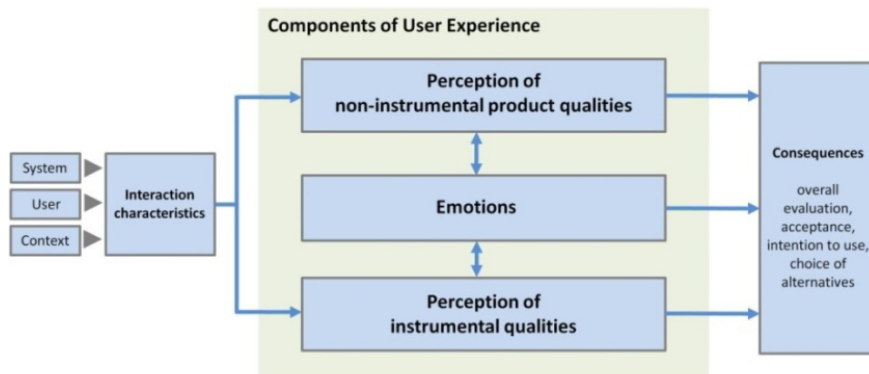 Components of User Experience
System
User
Context
Interaction
characteristics
Perception of
non-instrumental product qualities
Emotions
Perception of
instrumental qualities
Consequences
overall
evaluation,
acceptance,
intention to use,
choice of
alternatives